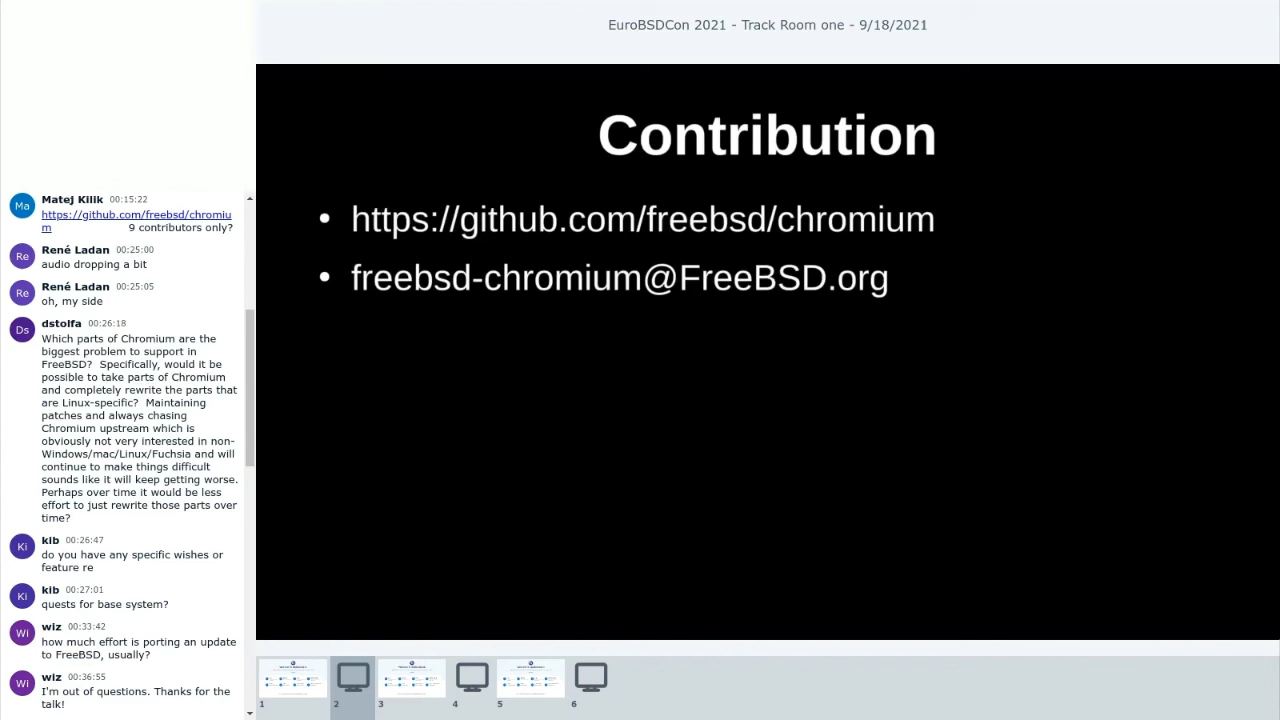 EuroBSDCon 2021 - Track Room one - 9/18/2021
Contribution
• https://github.com/freebsd/chromium
• freebsd-chromium@FreeBSD.org
Ma
Matej Kilik 00:15:22
https://github.com/freebsd/chromiu
m 9 contributors only?
Re
René Ladan 00:25:00
audio dropping a bit
Re
René Ladan 00:25:05
oh, my side
Ds
dstolfa 00:26:18
Which parts of Chromium are the
biggest problem to support in
FreeBSD? Specifically, would it be
possible to take parts of Chromium
and completely rewrite the parts that
are Linux-specific? Maintaining
patches and always chasing
Chromium upstream which is
obviously not very interested in non-
Windows/mac/Linux/Fuchsia and will
continue to make things difficult
sounds like it will keep getting worse.
Perhaps over time it would be less
effort to just rewrite those parts over
time?
Ki
kib 00:26:47
do you have any specific wishes or
feature re
Ki
kib 00:27:01
quests for base system?
Wi
wiz 00:33:42
how much effort is porting an update
to FreeBSD, usually?
Wi
wiz 00:36:55
I'm out of questions. Thanks for the
talk!
1
2
3
4
5
6